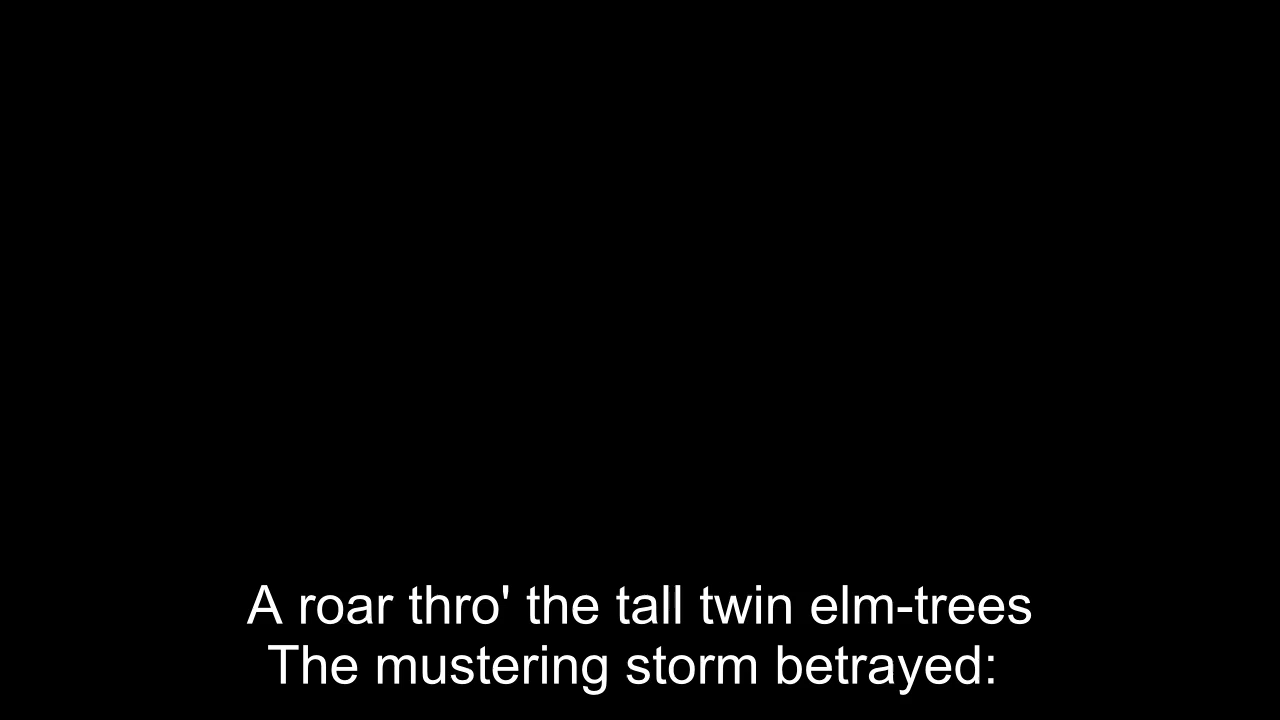 A roar thro' the tall twin elm-trees
The mustering storm betrayed: